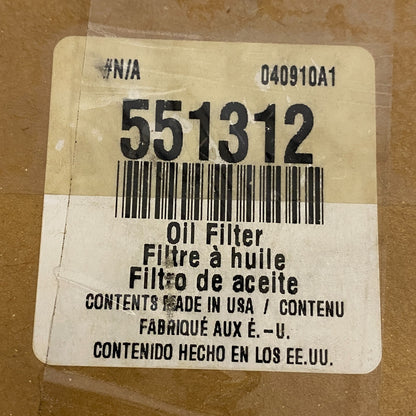 #N/A 040910A1
551312
Oil Filter
Filtre à huile
Filtro de aceite
CONTENTS MADE IN USA / CONTENU
FABRIQUÉ AUX É.-U.
CONTENIDO HECHO EN LOS EE.UU.